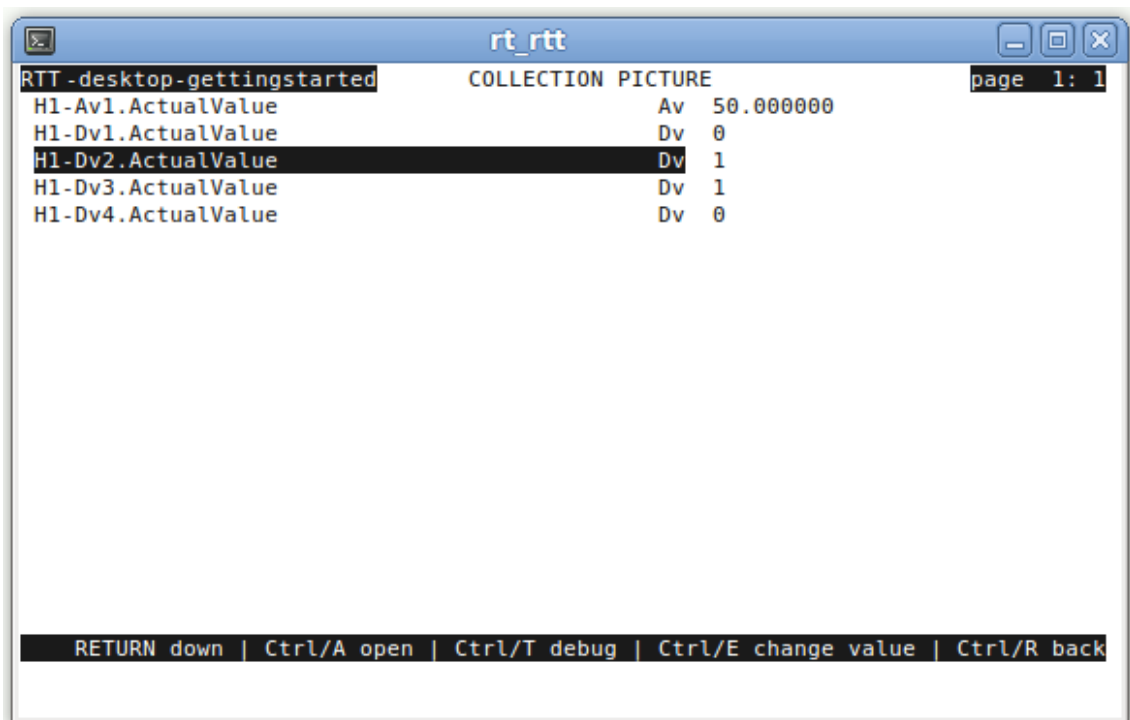 rt_rtt
RTT-desktop-gettingstarted COLLECTION PICTURE page 1: 1
H1-Av1.ActualValue Av 50.000000
H1-Dv1.ActualValue Dv 0
H1-Dv2.ActualValue Dv 1
H1-Dv3.ActualValue Dv 1
H1-Dv4.ActualValue Dv 0
RETURN down | Ctrl/A open | Ctrl/T debug | Ctrl/E change value | Ctrl/R back